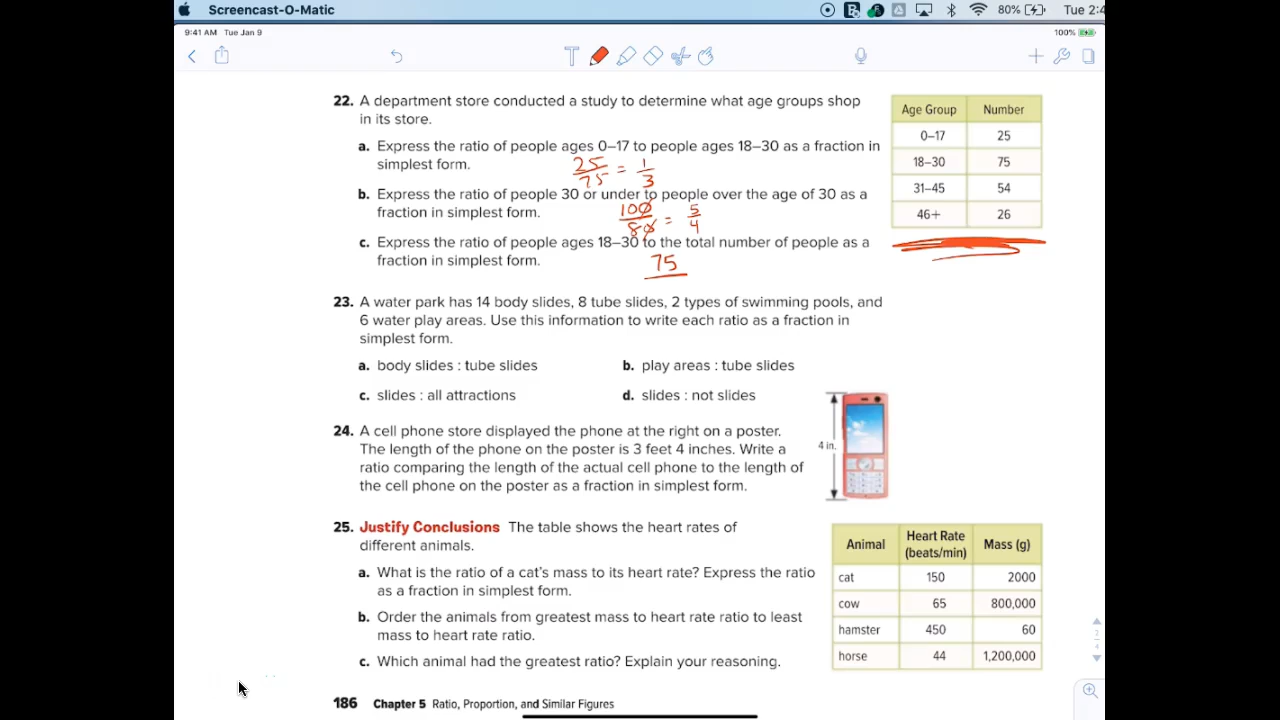 Screencast-O-Matic
80%
Tue 2:4
9:41 AM Tue Jan 9
100%
22. A department store conducted a study to determine what age groups shop
in its store.
a. Express the ratio of people ages 0–17 to people ages 18–30 as a fraction in
simplest form.
25/75 = 1/3
b. Express the ratio of people 30 or under to people over the age of 30 as a
fraction in simplest form.
100/80 = 5/4
c. Express the ratio of people ages 18–30 to the total number of people as a
fraction in simplest form.
75
Age Group Number
0–17 25
18–30 75
31–45 54
46+ 26
23. A water park has 14 body slides, 8 tube slides, 2 types of swimming pools, and
6 water play areas. Use this information to write each ratio as a fraction in
simplest form.
a. body slides : tube slides
b. play areas : tube slides
c. slides : all attractions
d. slides : not slides
24. A cell phone store displayed the phone at the right on a poster.
The length of the phone on the poster is 3 feet 4 inches. Write a
ratio comparing the length of the actual cell phone to the length of
the cell phone on the poster as a fraction in simplest form.
4 in.
25. Justify Conclusions The table shows the heart rates of
different animals.
a. What is the ratio of a cat's mass to its heart rate? Express the ratio
as a fraction in simplest form.
b. Order the animals from greatest mass to heart rate ratio to least
mass to heart rate ratio.
c. Which animal had the greatest ratio? Explain your reasoning.
Animal Heart Rate (beats/min) Mass (g)
cat 150 2000
cow 65 800,000
hamster 450 60
horse 44 1,200,000
186 Chapter 5 Ratio, Proportion, and Similar Figures